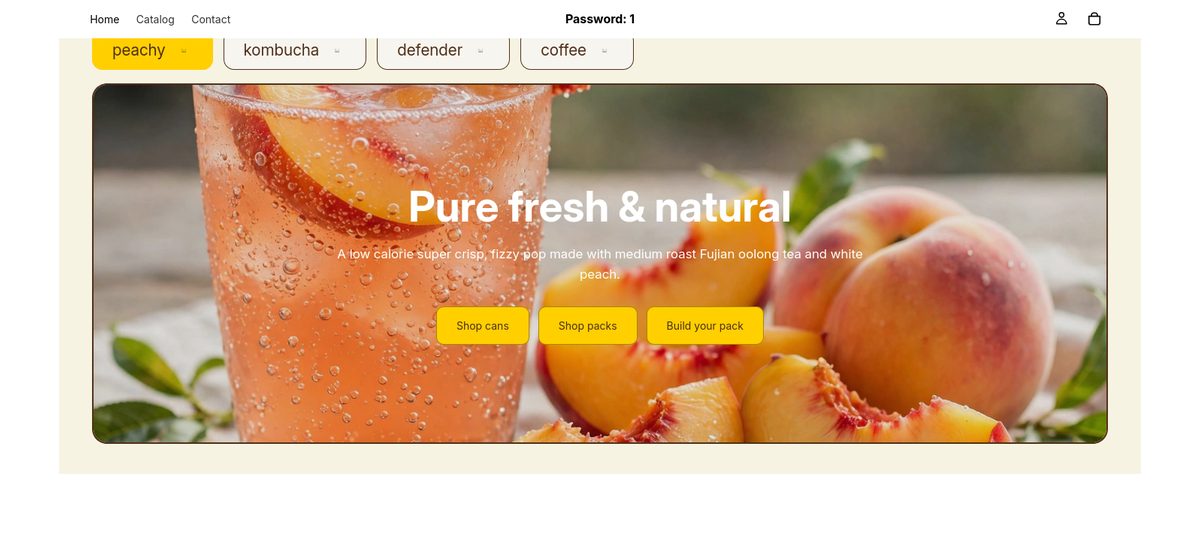 Home Catalog Contact Password: 1
peachy kombucha defender coffee
Pure fresh & natural
A low calorie super crisp, fizzy pop made with medium roast Fujian oolong tea and white
peach.
Shop cans Shop packs Build your pack